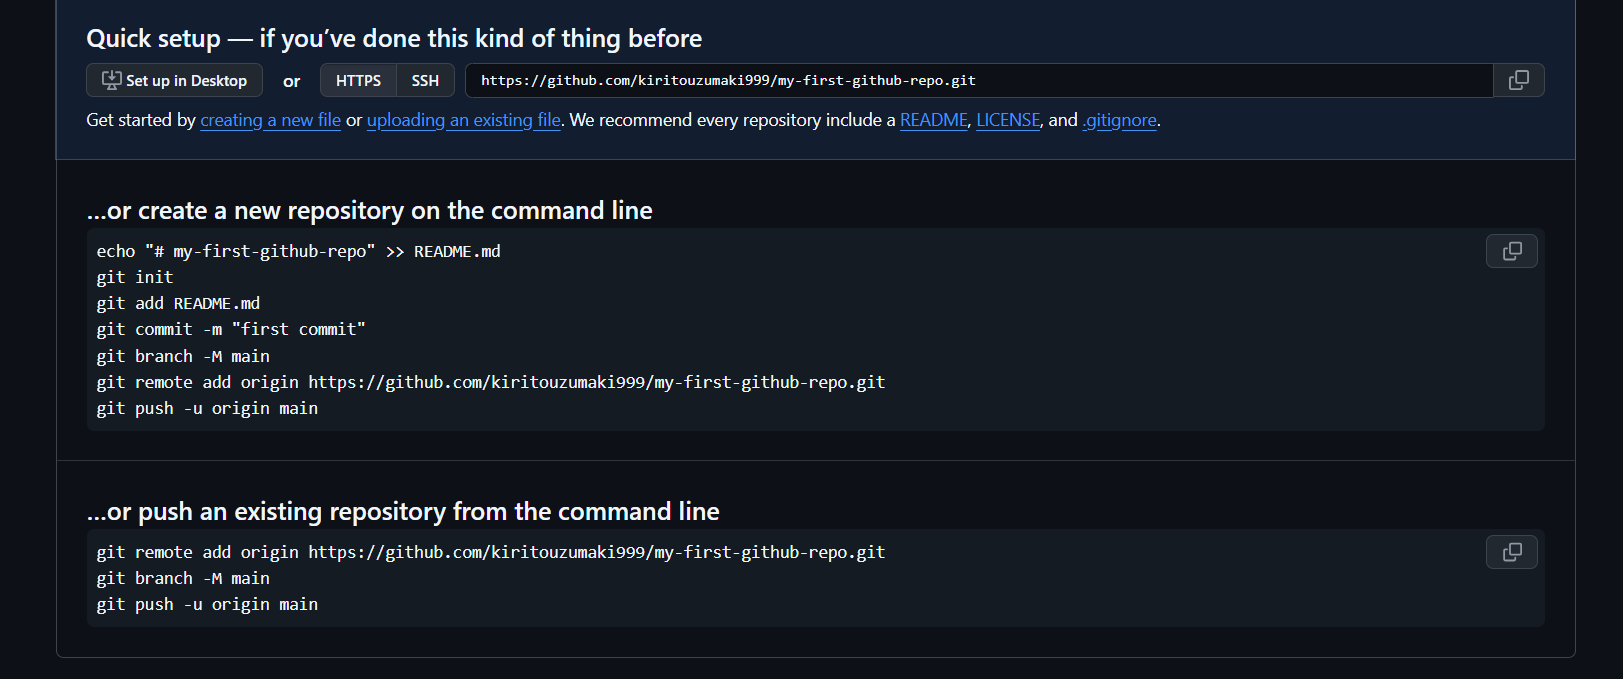 Quick setup — if you’ve done this kind of thing before
Set up in Desktop or HTTPS SSH https://github.com/kiritouzumaki999/my-first-github-repo.git
Get started by creating a new file or uploading an existing file. We recommend every repository include a README, LICENSE, and .gitignore.
…or create a new repository on the command line
echo "# my-first-github-repo" >> README.md
git init
git add README.md
git commit -m "first commit"
git branch -M main
git remote add origin https://github.com/kiritouzumaki999/my-first-github-repo.git
git push -u origin main
…or push an existing repository from the command line
git remote add origin https://github.com/kiritouzumaki999/my-first-github-repo.git
git branch -M main
git push -u origin main